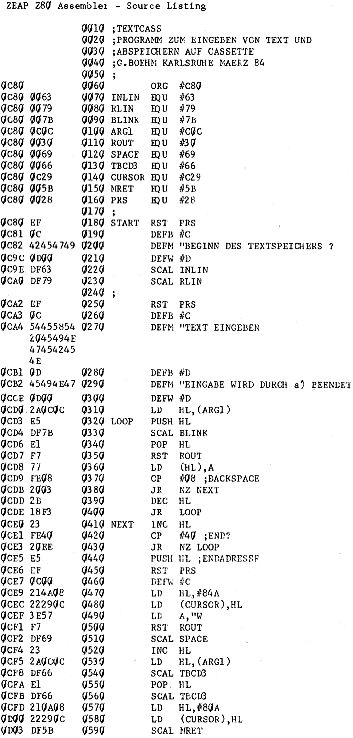 ZEAP Z80 Assembler - Source Listing
0010 ;TEXTCASS
0020 ;PROGRAMM ZUM EINGEBEN VON TEXT UND
0030 ;ABSPEICHERN AUF CASSETTE
0040 ;G.BOEHM KARLSRUHE MAERZ 84
0050 ;
0C80 0060 ORG #C80
0C80 0063 0070 INLIN EQU #63
0C80 0079 0080 RLIN EQU #79
0C80 007B 0090 BLINK EQU #7B
0C80 0C0C 0100 ARG1 EQU #C0C
0C80 0030 0110 ROUT EQU #30
0C80 0069 0120 SPACE EQU #69
0C80 0066 0130 TBCD3 EQU #66
0C80 0C29 0140 CURSOR EQU #C29
0C80 005B 0150 MRET EQU #5B
0C80 0028 0160 PRS EQU #28
0170 ;
0C80 EF 0180 START RST PRS
0C81 0C 0190 DEFB #C
0C82 42454749 0200 DEFM "BEGINN DES TEXTSPEICHERS ?
0C9C 0D00 0210 DEFW #D
0C9E DF63 0220 SCAL INLIN
0CA0 DF79 0230 SCAL RLIN
0240 ;
0CA2 EF 0250 RST PRS
0CA3 0C 0260 DEFB #C
0CA4 54455854 0270 DEFM "TEXT EINGEBEN
2045494E
47454245
4E
0CB1 0D 0280 DEFB #D
0CB2 45494E47 0290 DEFM "EINGABE WIRD DURCH a) BEENDET
0CCE 0D00 0300 DEFW #D
0CD0 2A0C0C 0310 LD HL,(ARG1)
0CD3 E5 0320 LOOP PUSH HL
0CD4 DF7B 0330 SCAL BLINK
0CD6 E1 0340 POP HL
0CD7 F7 0350 RST ROUT
0CD8 77 0360 LD (HL),A
0CD9 FE08 0370 CP #08 ;BACKSPACE
0CDB 2003 0380 JR NZ NEXT
0CDD 2B 0390 DEC HL
0CDE 18F3 0400 JR LOOP
0CE0 23 0410 NEXT INC HL
0CE1 FE40 0420 CP #40 ;END?
0CE3 20EE 0430 JR NZ LOOP
0CE5 E5 0440 PUSH HL ;ENDADRESSE
0CE6 EF 0450 RST PRS
0CE7 0C00 0460 DEFW #C
0CE9 214A08 0470 LD HL,#84A
0CEC 22290C 0480 LD (CURSOR),HL
0CEF 3E57 0490 LD A,"W
0CF1 F7 0500 RST ROUT
0CF2 DF69 0510 SCAL SPACE
0CF4 23 0520 INC HL
0CF5 2A0C0C 0530 LD HL,(ARG1)
0CF8 DF66 0540 SCAL TBCD3
0CFA E1 0550 POP HL
0CFB DF66 0560 SCAL TBCD3
0CFD 210A08 0570 LD HL,#80A
0D00 22290C 0580 LD (CURSOR),HL
0D03 DF5B 0590 SCAL MRET